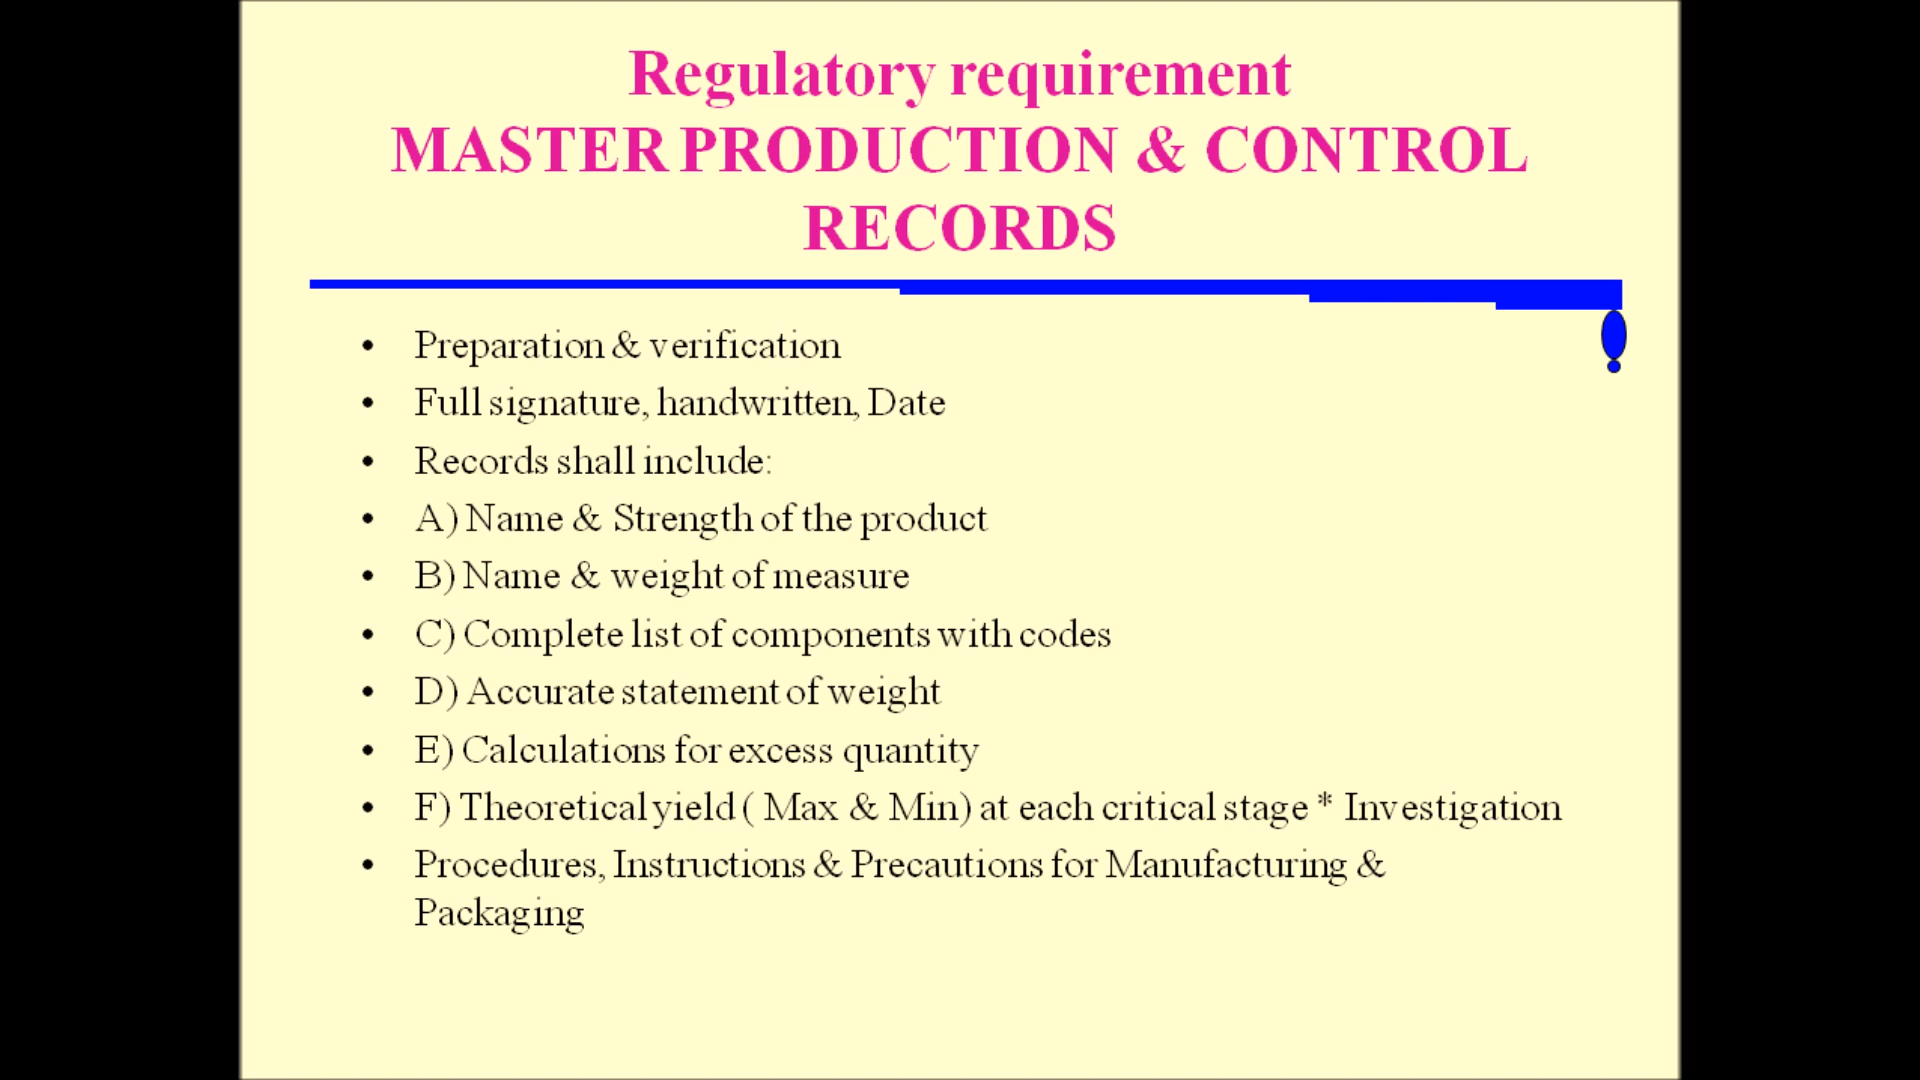 Regulatory requirement
MASTER PRODUCTION & CONTROL
RECORDS
• Preparation & verification
• Full signature, handwritten, Date
• Records shall include:
• A) Name & Strength of the product
• B) Name & weight of measure
• C) Complete list of components with codes
• D) Accurate statement of weight
• E) Calculations for excess quantity
• F) Theoretical yield ( Max & Min) at each critical stage * Investigation
• Procedures, Instructions & Precautions for Manufacturing &
Packaging